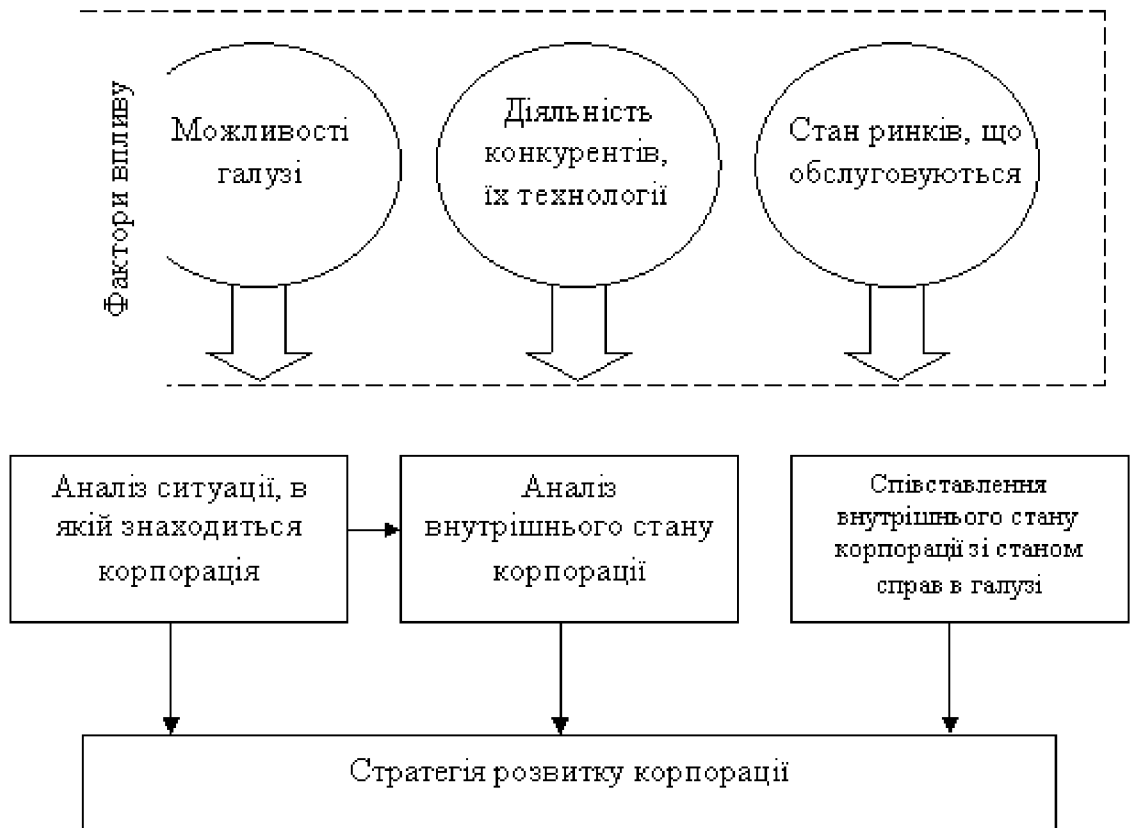 Фактори впливу
Можливості
галузі
Діяльність
конкурентів,
їх технології
Стан ринків, що
обслуговуються
Аналіз ситуації, в
якій знаходиться
корпорація
Аналіз
внутрішнього стану
корпорації
Співставлення
внутрішнього стану
корпорації зі станом
справ в галузі
Стратегія розвитку корпорації